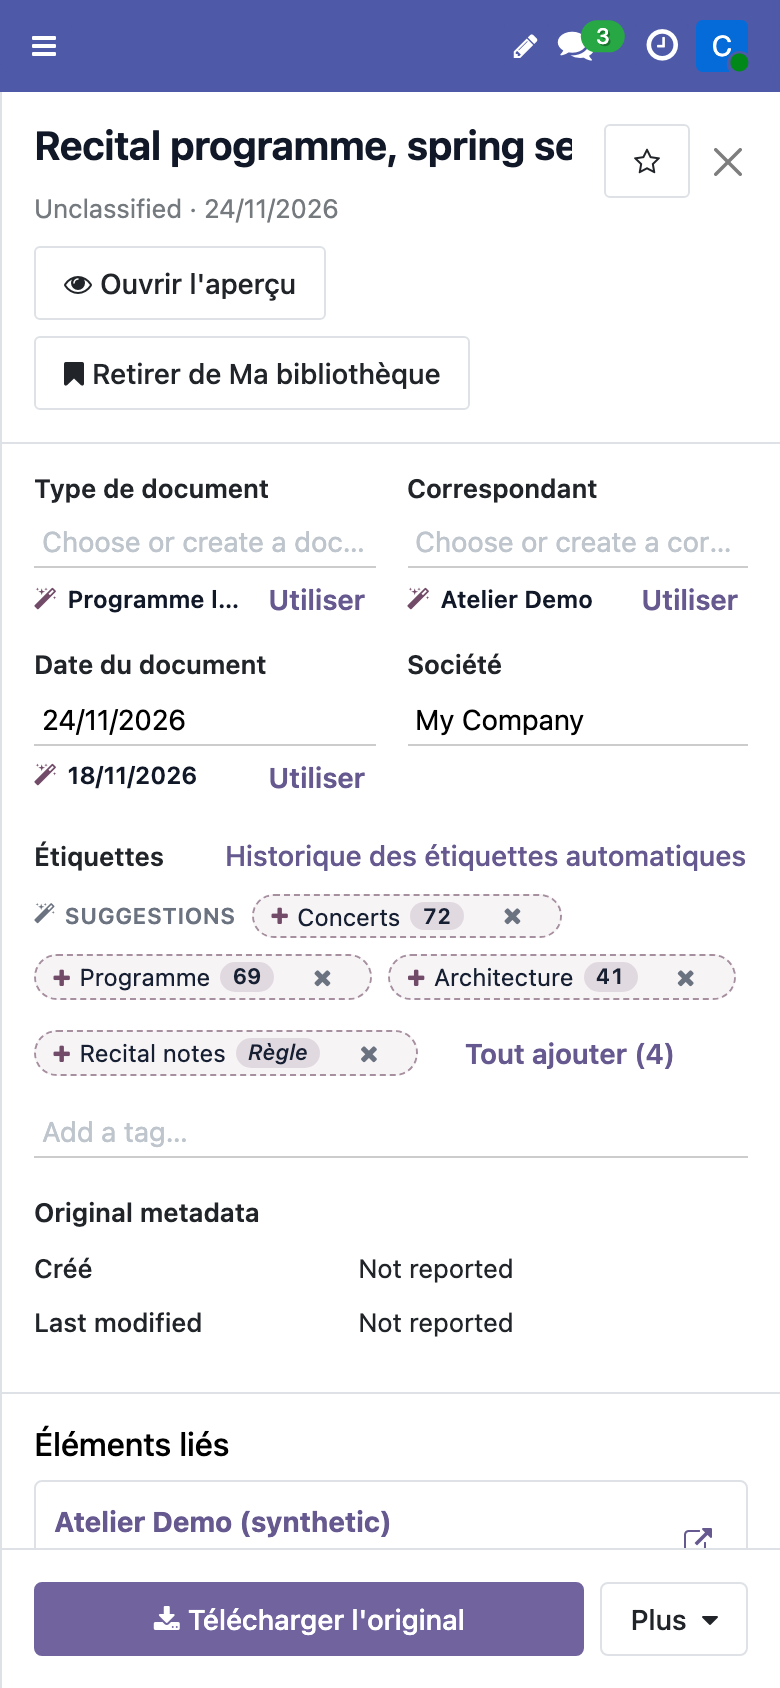 3
C
Recital programme, spring se
Unclassified · 24/11/2026
Ouvrir l'aperçu
Retirer de Ma bibliothèque
Type de document
Correspondant
Choose or create a doc...
Choose or create a cor...
Programme l... Utiliser
Atelier Demo Utiliser
Date du document
Société
24/11/2026
My Company
18/11/2026 Utiliser
Étiquettes Historique des étiquettes automatiques
SUGGESTIONS + Concerts 72 ×
+ Programme 69 × + Architecture 41 ×
+ Recital notes Règle × Tout ajouter (4)
Add a tag...
Original metadata
Créé Not reported
Last modified Not reported
Éléments liés
Atelier Demo (synthetic)
Télécharger l'original
Plus